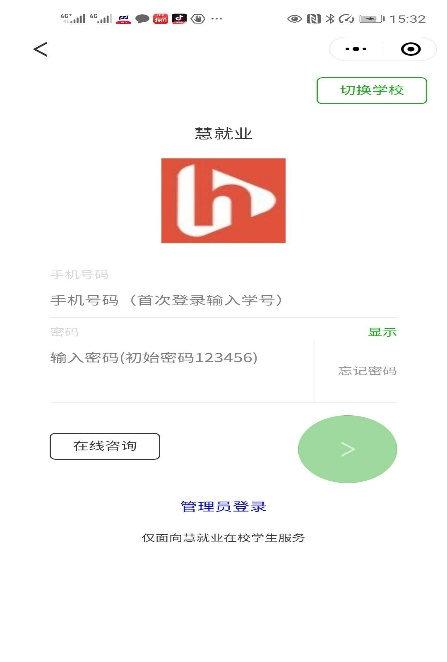 4G+ 4G 15:32
切换学校
慧就业
手机号码
手机号码（首次登录输入学号）
密码 显示
输入密码(初始密码123456)
忘记密码
在线咨询 >
管理员登录
仅面向慧就业在校学生服务